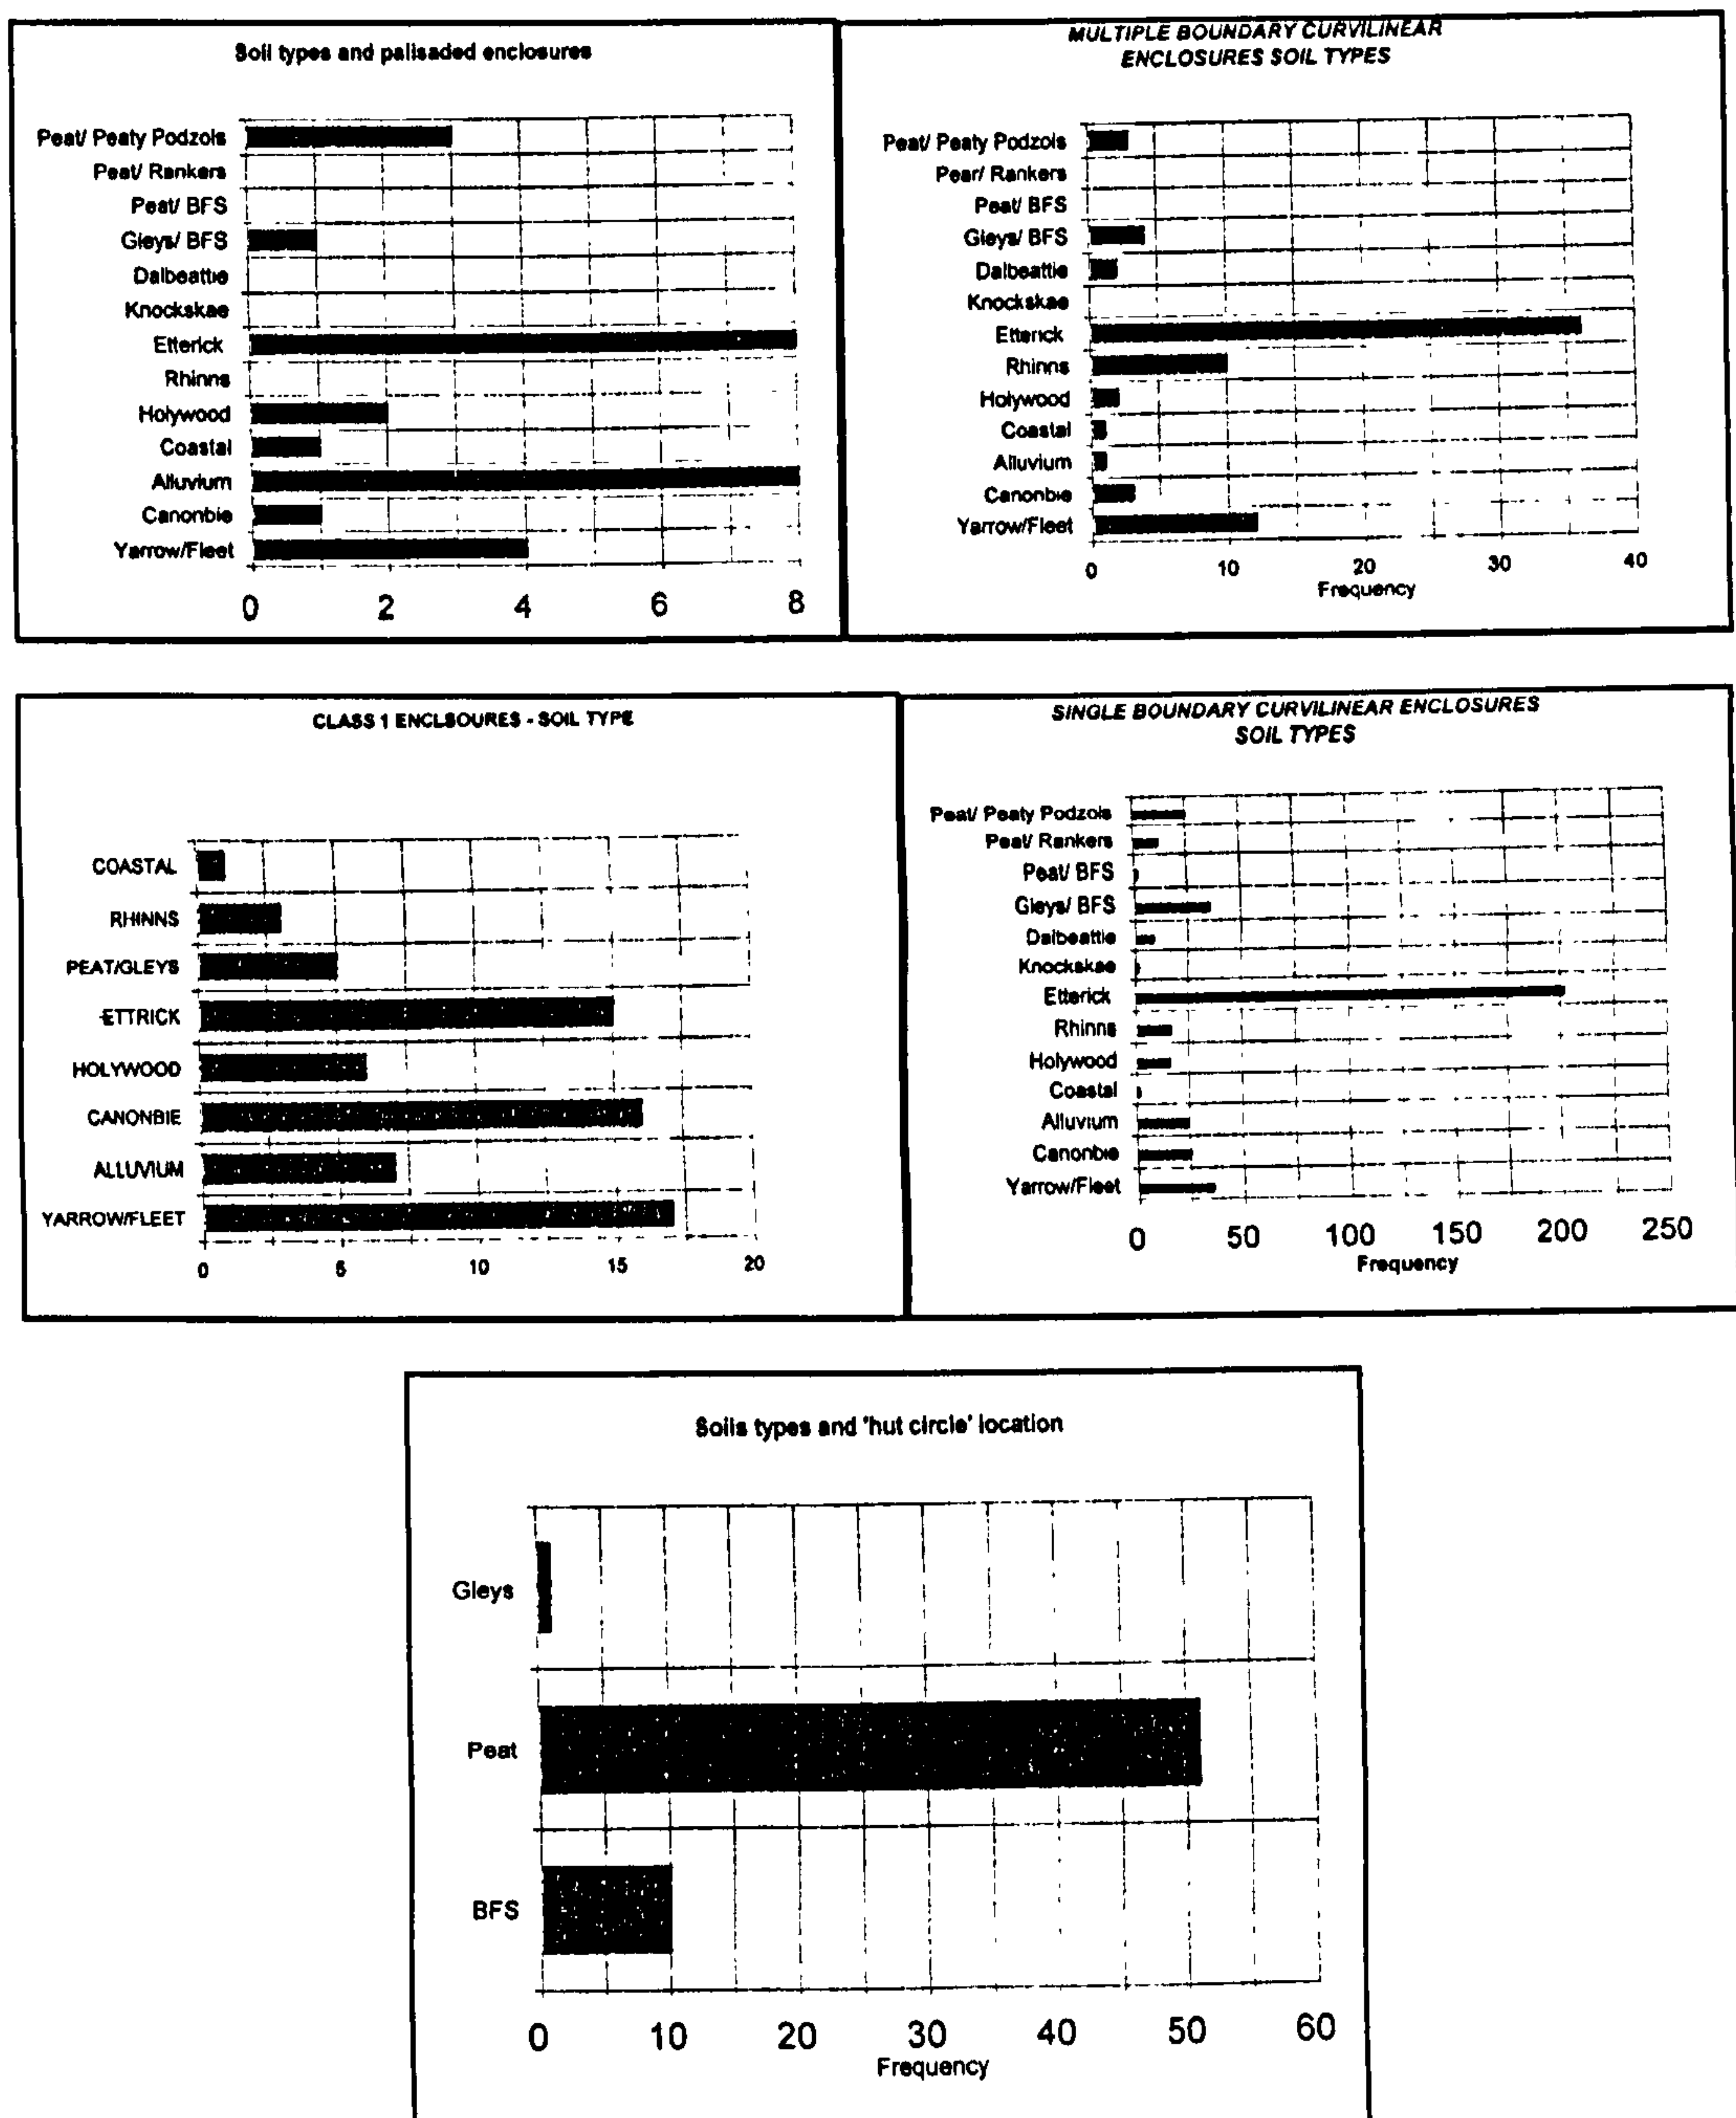 Soil types and palisaded enclosures
Peat/ Peaty Podzols
Peat/ Rankers
Peat/ BFS
Gleys/ BFS
Dalbeattie
Knockskae
Etterick
Rhinns
Holywood
Coastal
Alluvium
Canonbie
Yarrow/Fleet
0 2 4 6 8
MULTIPLE BOUNDARY CURVILINEAR
ENCLOSURES SOIL TYPES
Peat/ Peaty Podzols
Pear/ Rankers
Peat/ BFS
Gleys/ BFS
Dalbeattie
Knockskae
Etterick
Rhinns
Holywood
Coastal
Alluvium
Canonbie
Yarrow/Fleet
0 10 20 30 40
Frequency
CLASS 1 ENCLSOURES - SOIL TYPE
COASTAL
RHINNS
PEAT/GLEYS
ETTRICK
HOLYWOOD
CANONBIE
ALLUVIUM
YARROW/FLEET
0 5 10 15 20
SINGLE BOUNDARY CURVILINEAR ENCLOSURES
SOIL TYPES
Peat/ Peaty Podzols
Peat/ Rankers
Peat/ BFS
Gleys/ BFS
Dalbeattie
Knockskae
Etterick
Rhinns
Holywood
Coastal
Alluvium
Canonbie
Yarrow/Fleet
0 50 100 150 200 250
Frequency
Soils types and 'hut circle' location
Gleys
Peat
BFS
0 10 20 30 40 50 60
Frequency